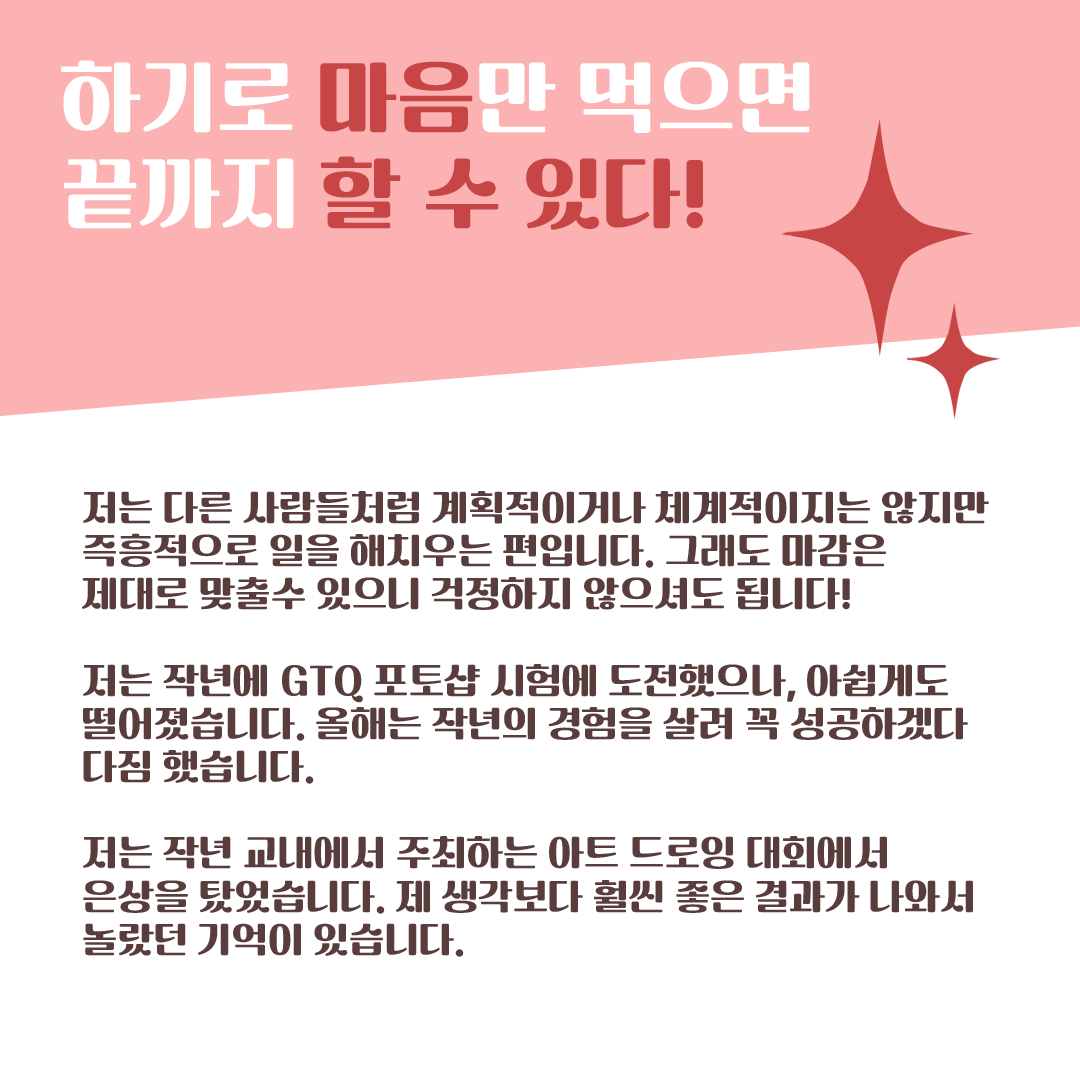 하기로 마음만 먹으면
끝까지 할 수 있다!
저는 다른 사람들처럼 계획적이거나 체계적이지는 않지만
즉흥적으로 일을 해치우는 편입니다. 그래도 마감은
제대로 맞출수 있으니 걱정하지 않으셔도 됩니다!
저는 작년에 GTQ 포토샵 시험에 도전했으나, 아쉽게도
떨어졌습니다. 올해는 작년의 경험을 살려 꼭 성공하겠다
다짐 했습니다.
저는 작년 교내에서 주최하는 아트 드로잉 대회에서
은상을 탔었습니다. 제 생각보다 훨씬 좋은 결과가 나와서
놀랐던 기억이 있습니다.